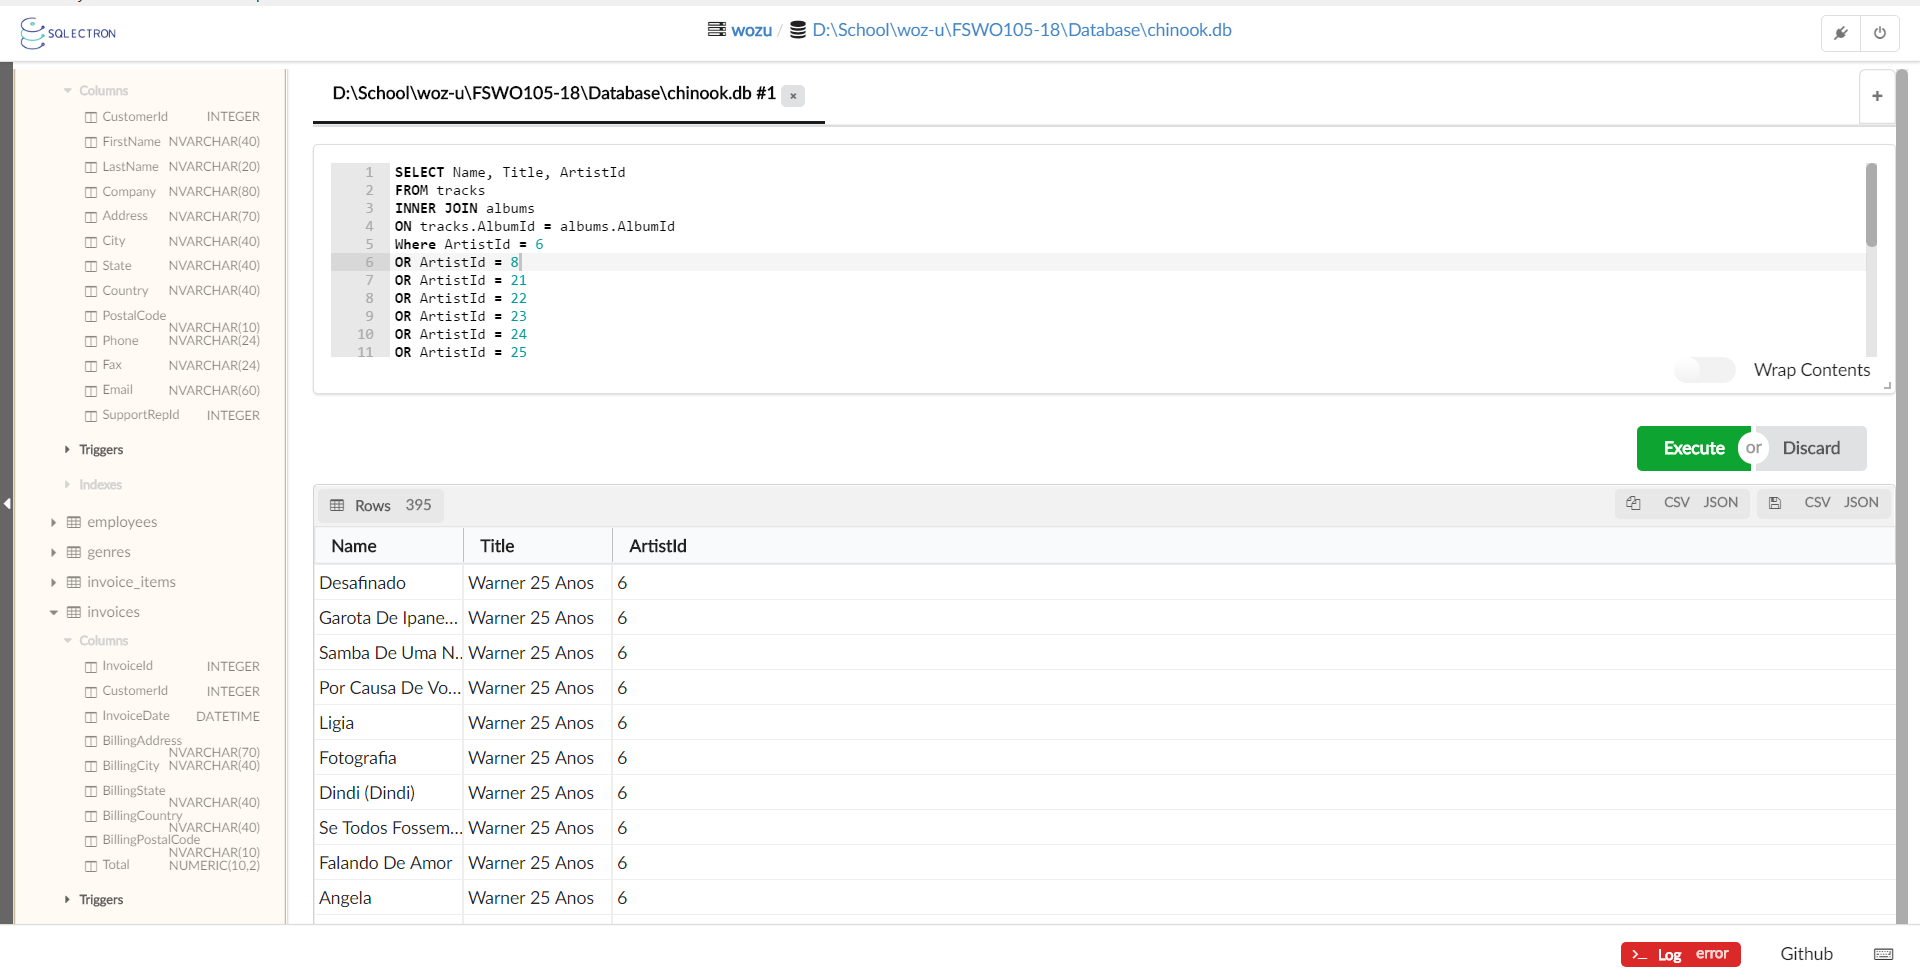 SQLECTRON
wozu / D:\School\woz-u\FSWO105-18\Database\chinook.db
Columns
CustomerId INTEGER
FirstName NVARCHAR(40)
LastName NVARCHAR(20)
Company NVARCHAR(80)
Address NVARCHAR(70)
City NVARCHAR(40)
State NVARCHAR(40)
Country NVARCHAR(40)
PostalCode NVARCHAR(10)
Phone NVARCHAR(24)
Fax NVARCHAR(24)
Email NVARCHAR(60)
SupportRepId INTEGER
Triggers
Indexes
employees
genres
invoice_items
invoices
Columns
InvoiceId INTEGER
CustomerId INTEGER
InvoiceDate DATETIME
BillingAddress NVARCHAR(70)
BillingCity NVARCHAR(40)
BillingState NVARCHAR(40)
BillingCountry NVARCHAR(40)
BillingPostalCode NVARCHAR(10)
Total NUMERIC(10,2)
Triggers
D:\School\woz-u\FSWO105-18\Database\chinook.db #1 ×
+
1 SELECT Name, Title, ArtistId
2 FROM tracks
3 INNER JOIN albums
4 ON tracks.AlbumId = albums.AlbumId
5 Where ArtistId = 6
6 OR ArtistId = 8
7 OR ArtistId = 21
8 OR ArtistId = 22
9 OR ArtistId = 23
10 OR ArtistId = 24
11 OR ArtistId = 25
Wrap Contents
Execute or Discard
Rows 395 CSV JSON CSV JSON
Name Title ArtistId
Desafinado Warner 25 Anos 6
Garota De Ipane... Warner 25 Anos 6
Samba De Uma N.. Warner 25 Anos 6
Por Causa De Vo... Warner 25 Anos 6
Ligia Warner 25 Anos 6
Fotografia Warner 25 Anos 6
Dindi (Dindi) Warner 25 Anos 6
Se Todos Fossem... Warner 25 Anos 6
Falando De Amor Warner 25 Anos 6
Angela Warner 25 Anos 6
>_ Log error Github